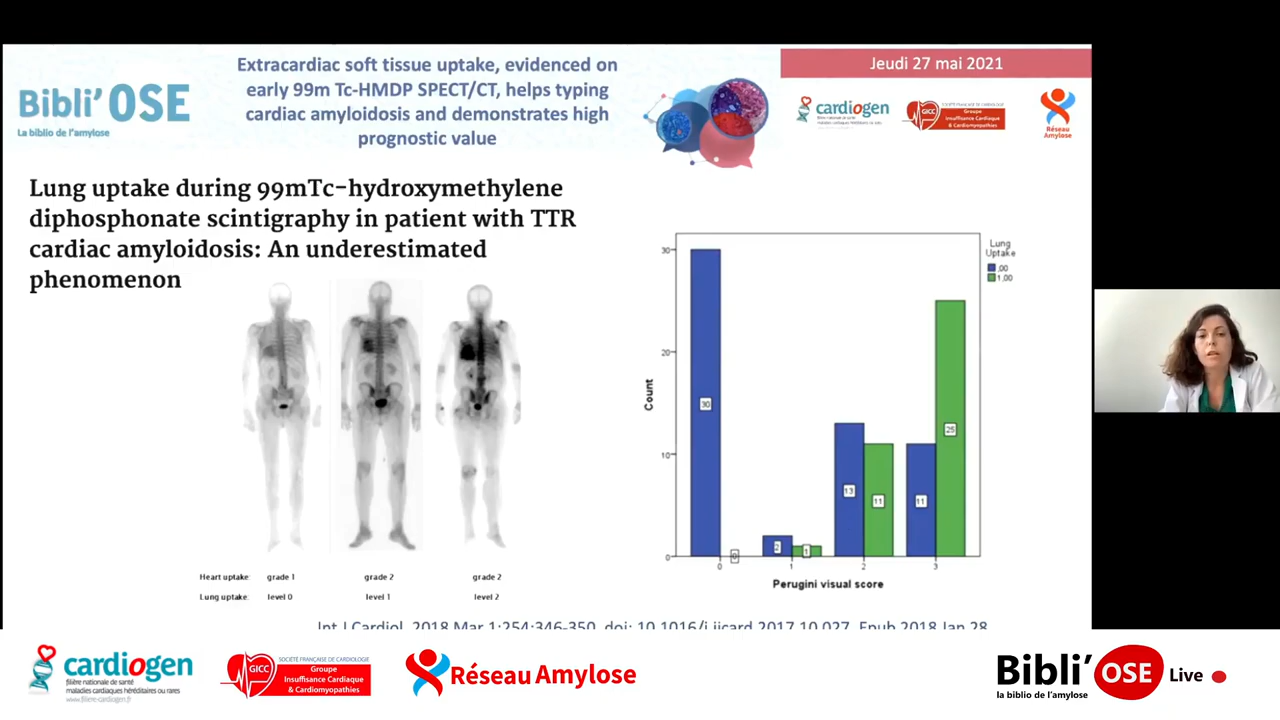 Bibli'OSE
La biblio de l'amylose
Extracardiac soft tissue uptake, evidenced on
early 99m Tc-HMDP SPECT/CT, helps typing
cardiac amyloidosis and demonstrates high
prognostic value
Jeudi 27 mai 2021
cardiogen
GICC
SOCIÉTÉ FRANÇAISE DE CARDIOLOGIE
Groupe
Insuffisance Cardiaque
& Cardiomyopathies
Réseau
Amylose
Lung uptake during 99mTc-hydroxymethylene
diphosphonate scintigraphy in patient with TTR
cardiac amyloidosis: An underestimated
phenomenon
Heart uptake: grade 1 grade 2 grade 2
Lung uptake: level 0 level 1 level 2
Lung
Uptake
,00
1,00
Count
30
20
10
0
30
0
2
1
13
11
11
25
0 1 2 3
Perugini visual score
Int J Cardiol. 2018 Mar 1;254:346-350. doi: 10.1016/j.ijcard.2017.10.027. Epub 2018 Jan 28.
cardiogen
filière nationale de santé
maladies cardiaques héréditaires ou rares
www.filiere-cardiogen.fr
GICC
SOCIÉTÉ FRANÇAISE DE CARDIOLOGIE
Groupe
Insuffisance Cardiaque
& Cardiomyopathies
Réseau Amylose
Bibli'OSE Live
la biblio de l'amylose